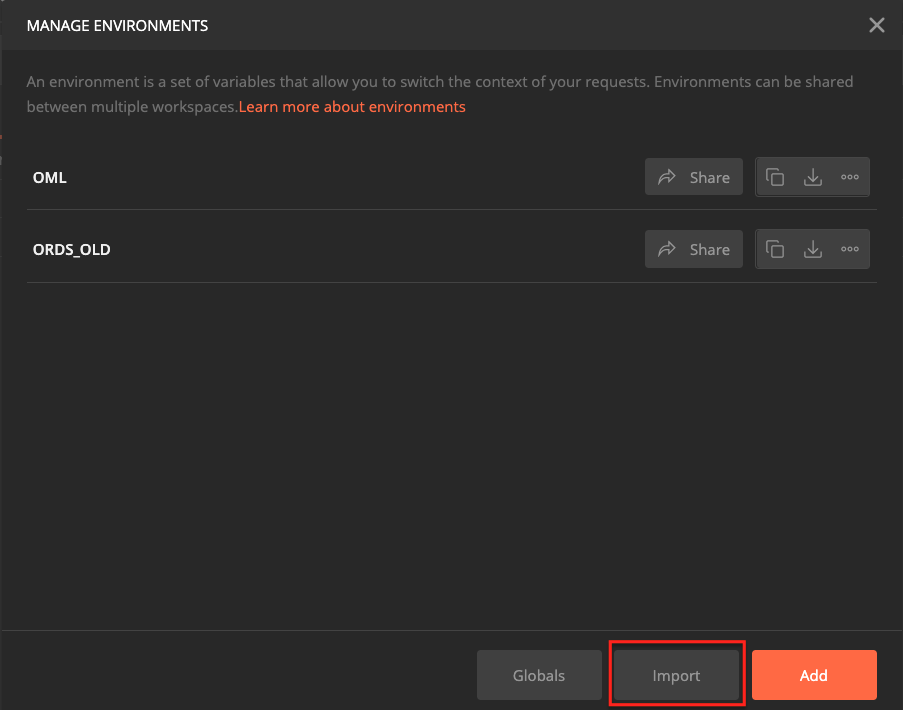 MANAGE ENVIRONMENTS
An environment is a set of variables that allow you to switch the context of your requests. Environments can be shared
between multiple workspaces.Learn more about environments
OML
Share
ORDS_OLD
Share
Globals
Import
Add